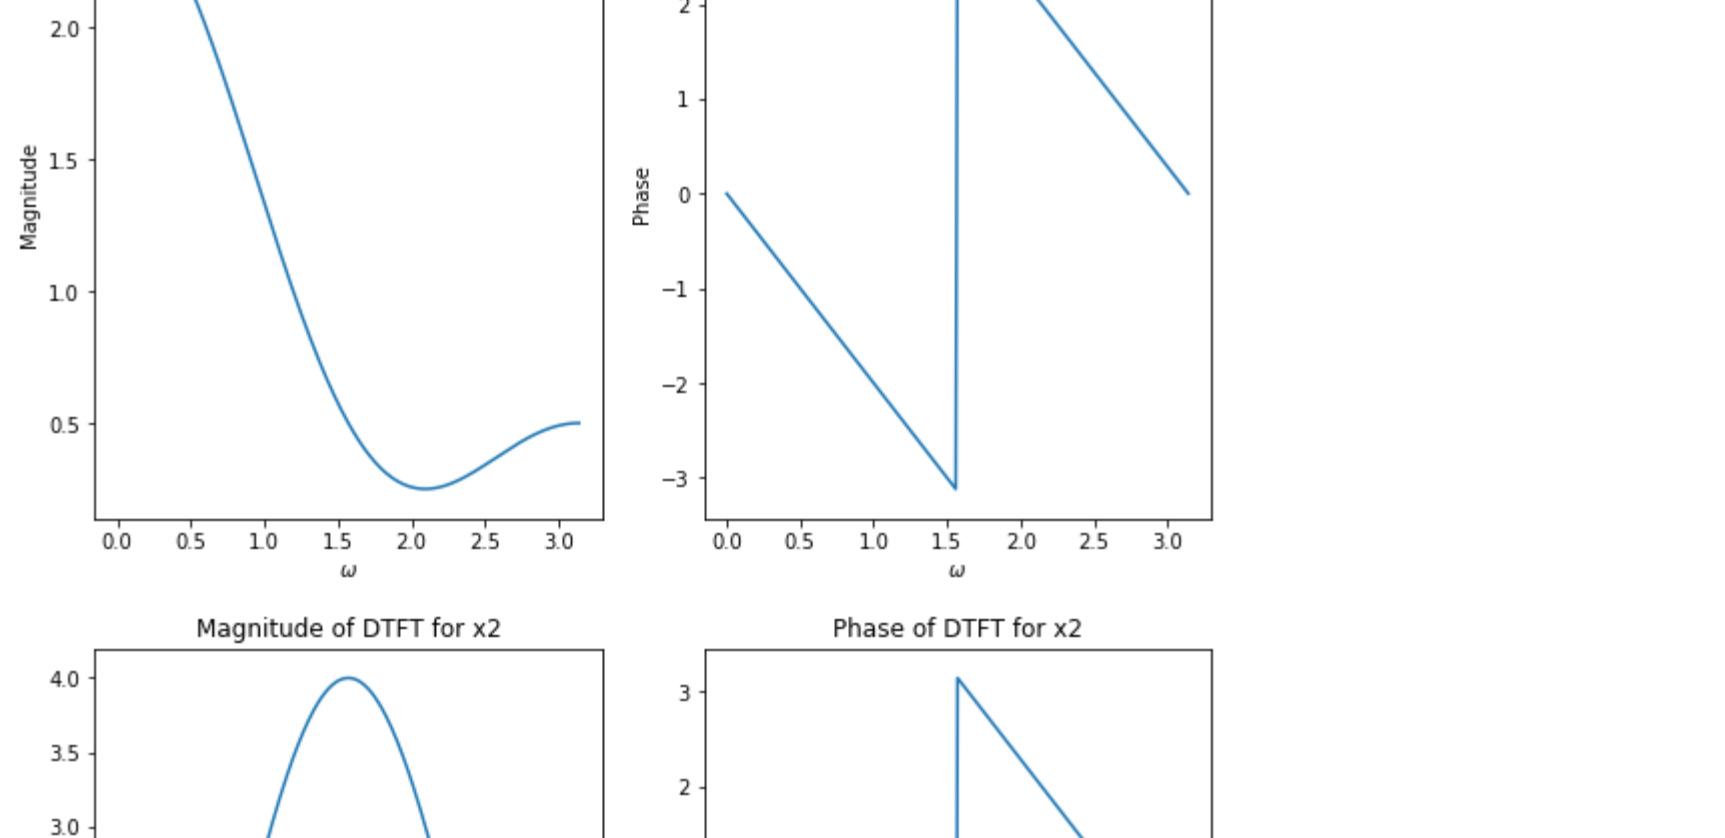 2.0
1.5
1.0
0.5
Magnitude
0.0 0.5 1.0 1.5 2.0 2.5 3.0
ω
2
1
0
−1
−2
−3
Phase
0.0 0.5 1.0 1.5 2.0 2.5 3.0
ω
Magnitude of DTFT for x2
4.0
3.5
3.0
Phase of DTFT for x2
3
2